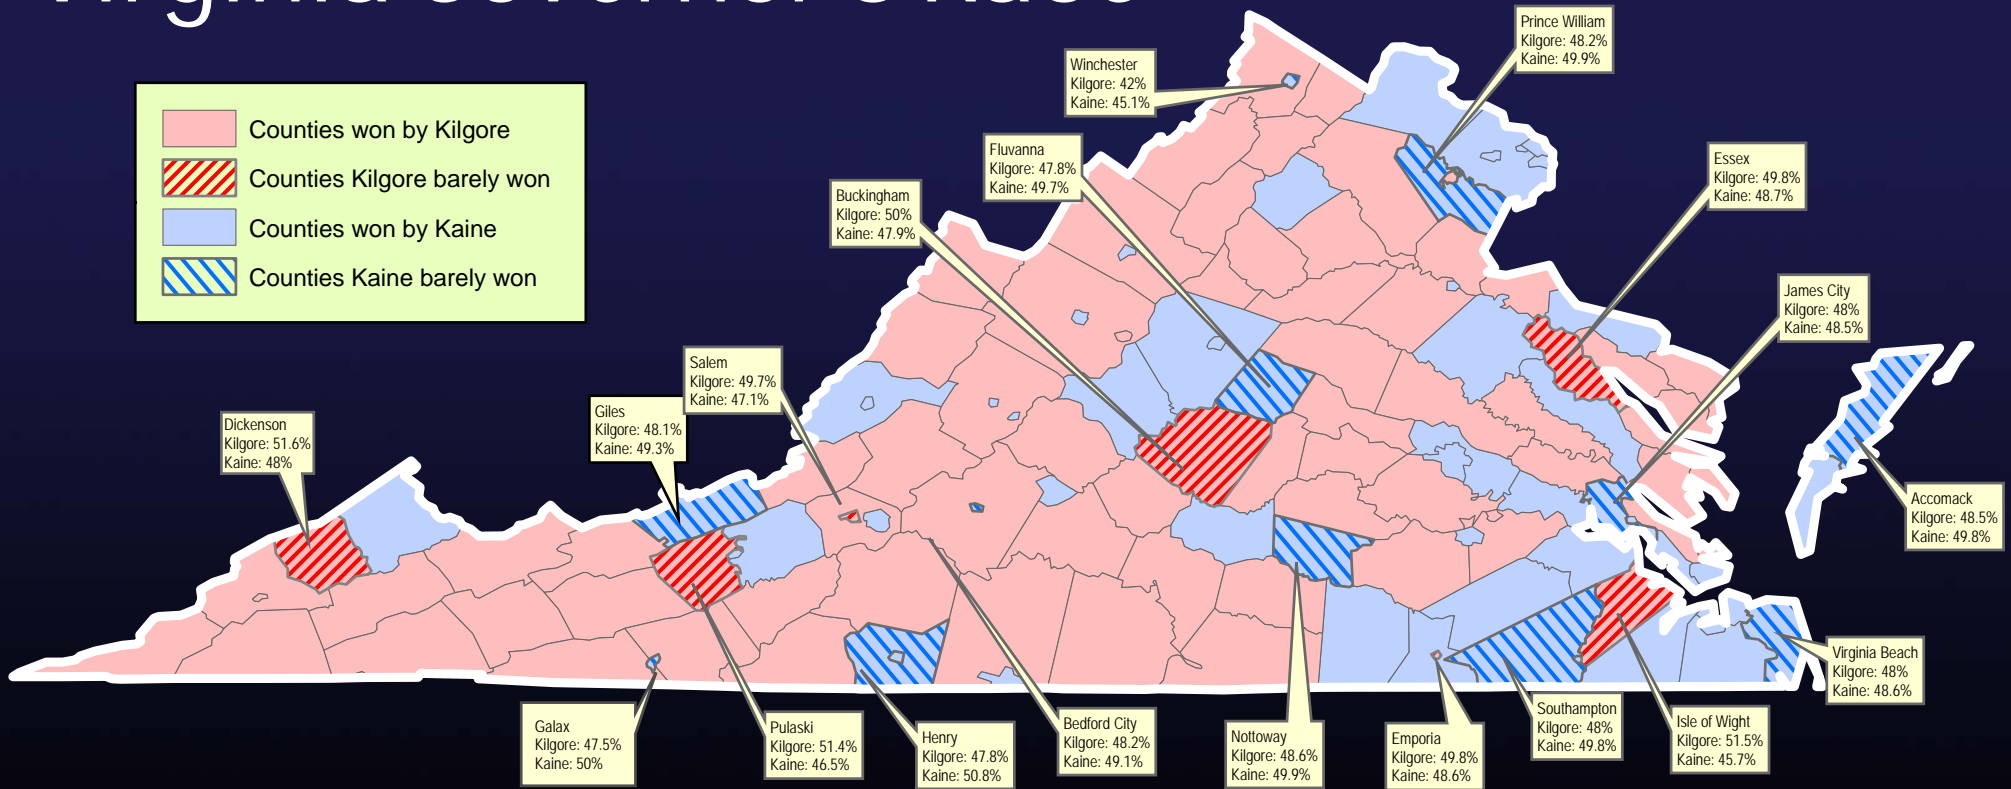 Virginia Governor's Race
Counties won by Kilgore
Counties Kilgore barely won
Counties won by Kaine
Counties Kaine barely won
Prince William
Kilgore: 48.2%
Kaine: 49.9%
Winchester
Kilgore: 42%
Kaine: 45.1%
Fluvanna
Kilgore: 47.8%
Kaine: 49.7%
Essex
Kilgore: 49.8%
Kaine: 48.7%
Buckingham
Kilgore: 50%
Kaine: 47.9%
James City
Kilgore: 48%
Kaine: 48.5%
Salem
Kilgore: 49.7%
Kaine: 47.1%
Giles
Kilgore: 48.1%
Kaine: 49.3%
Dickenson
Kilgore: 51.6%
Kaine: 48%
Accomack
Kilgore: 48.5%
Kaine: 49.8%
Virginia Beach
Kilgore: 48%
Kaine: 48.6%
Galax
Kilgore: 47.5%
Kaine: 50%
Pulaski
Kilgore: 51.4%
Kaine: 46.5%
Henry
Kilgore: 47.8%
Kaine: 50.8%
Bedford City
Kilgore: 48.2%
Kaine: 49.1%
Nottoway
Kilgore: 48.6%
Kaine: 49.9%
Emporia
Kilgore: 49.8%
Kaine: 48.6%
Southampton
Kilgore: 48%
Kaine: 49.8%
Isle of Wight
Kilgore: 51.5%
Kaine: 45.7%